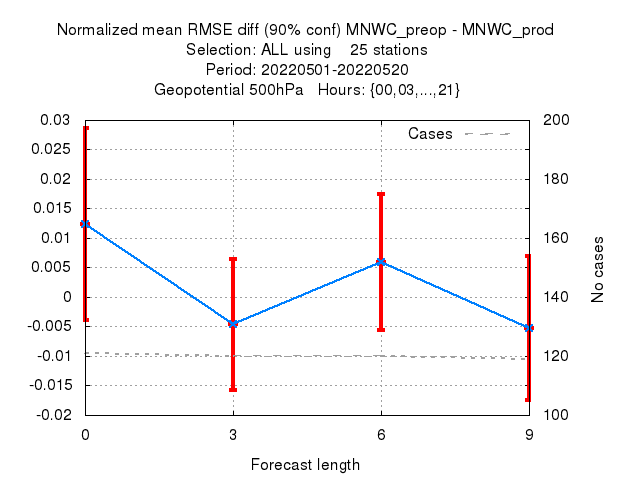 Normalized mean RMSE diff (90% conf) MNWC_preop - MNWC_prod
Selection: ALL using    25 stations
Period: 20220501-20220520
Geopotential 500hPa   Hours: {00,03,...,21}
Cases
0.03
0.025
0.02
0.015
0.01
0.005
0
-0.005
-0.01
-0.015
-0.02
200
180
160
140
120
100
No cases
0 3 6 9
Forecast length